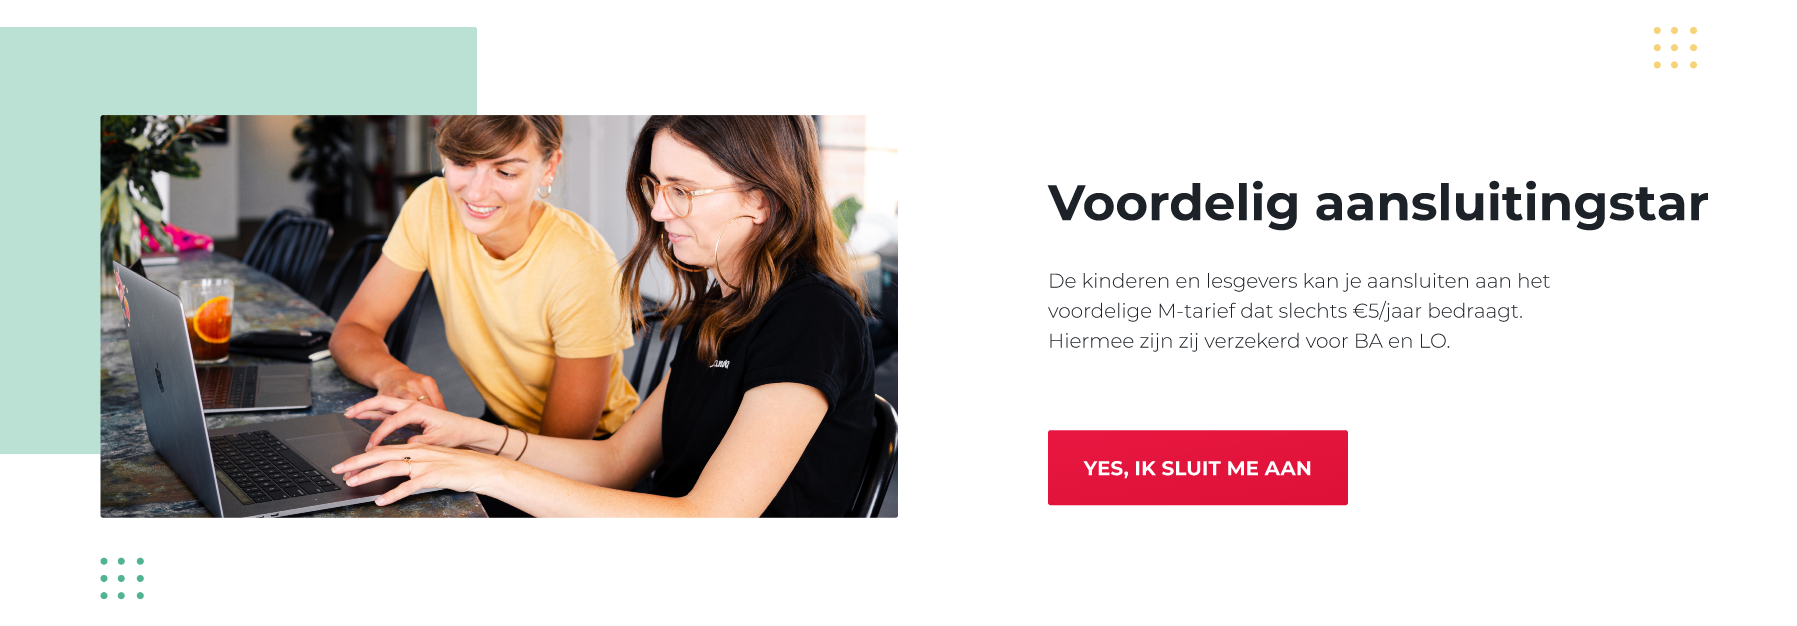 Voordelig aansluitingstar
De kinderen en lesgevers kan je aansluiten aan het
voordelige M-tarief dat slechts €5/jaar bedraagt.
Hiermee zijn zij verzekerd voor BA en LO.
YES, IK SLUIT ME AAN